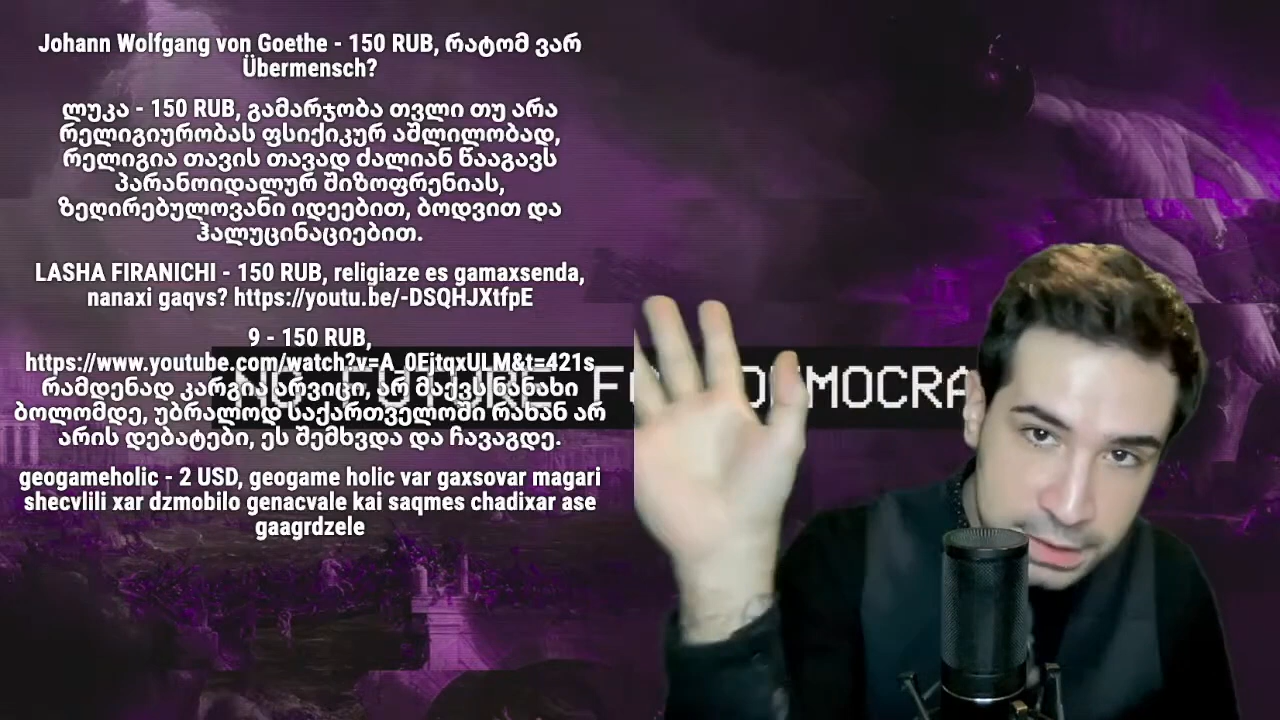 Johann Wolfgang von Goethe - 150 RUB, რატომ ვარ
Übermensch?
ლუკა - 150 RUB, გამარჯობა თვლი თუ არა
რელიგიურობას ფსიქიკურ აშლილობად,
რელიგია თავის თავად ძალიან წააგავს
პარანოიდალურ შიზოფრენიას,
ზეღირებულოვანი იდეებით, ბოდვით და
ჰალუცინაციებით.
LASHA FIRANICHI - 150 RUB, religiaze es gamaxsenda,
nanaxi gaqvs? https://youtu.be/-DSQHJXtfpE
9 - 150 RUB,
https://www.youtube.com/watch?v=A_0EjtqxULM&t=421s
რამდენად კარგია არვიცი, არ მაქვს ნანახი
ბოლომდე, უბრალოდ საქართველოში რახან არ
არის დებატები, ეს შემხვდა და ჩავაგდე.
geogameholic - 2 USD, geogame holic var gaxsovar magari
shecvlili xar dzmobilo genacvale kai saqmes chadixar ase
gaagrdzele
NO FUTURE